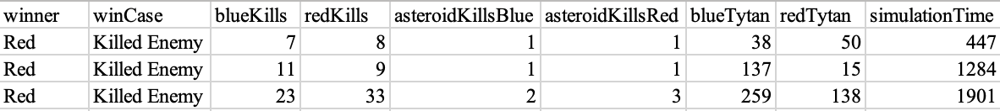 winner winCase blueKills redKills asteroidKillsBlue asteroidKillsRed blueTytan redTytan simulationTime
Red Killed Enemy 7 8 1 1 38 50 447
Red Killed Enemy 11 9 1 1 137 15 1284
Red Killed Enemy 23 33 2 3 259 138 1901